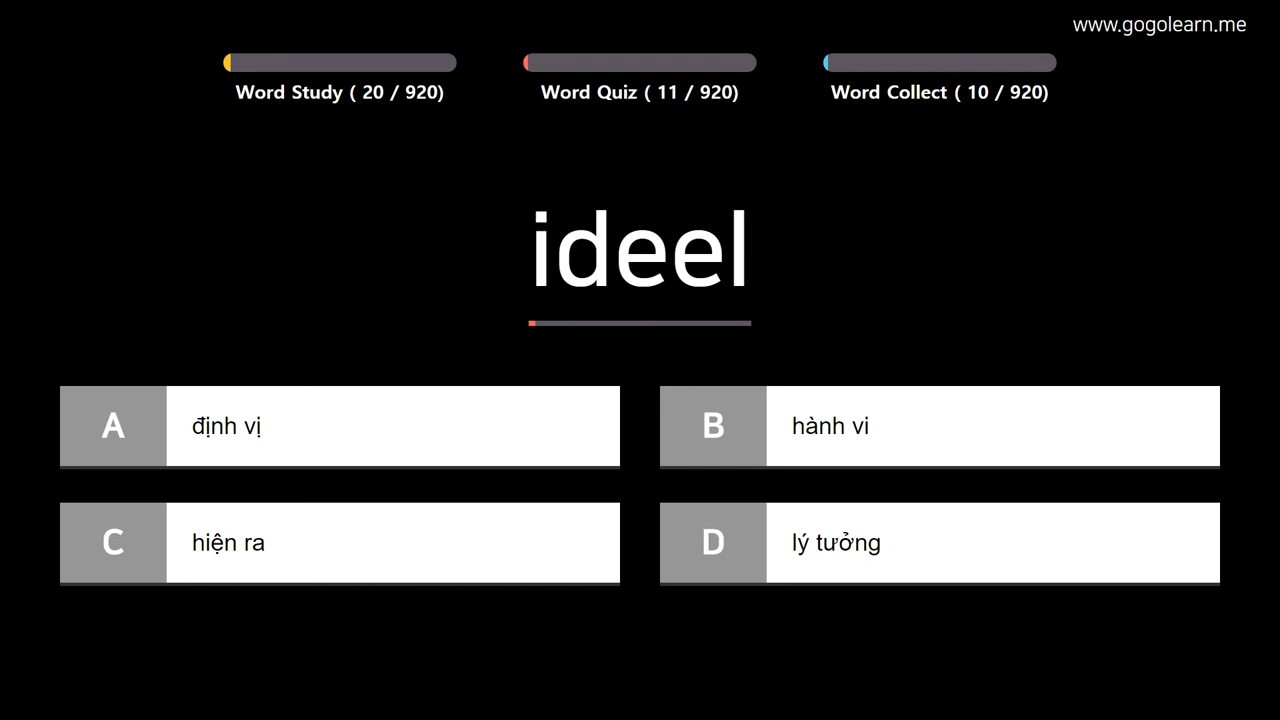 www.gogolearn.me
Word Study ( 20 / 920)
Word Quiz ( 11 / 920)
Word Collect ( 10 / 920)
ideel
A
định vị
B
hành vi
C
hiện ra
D
lý tưởng